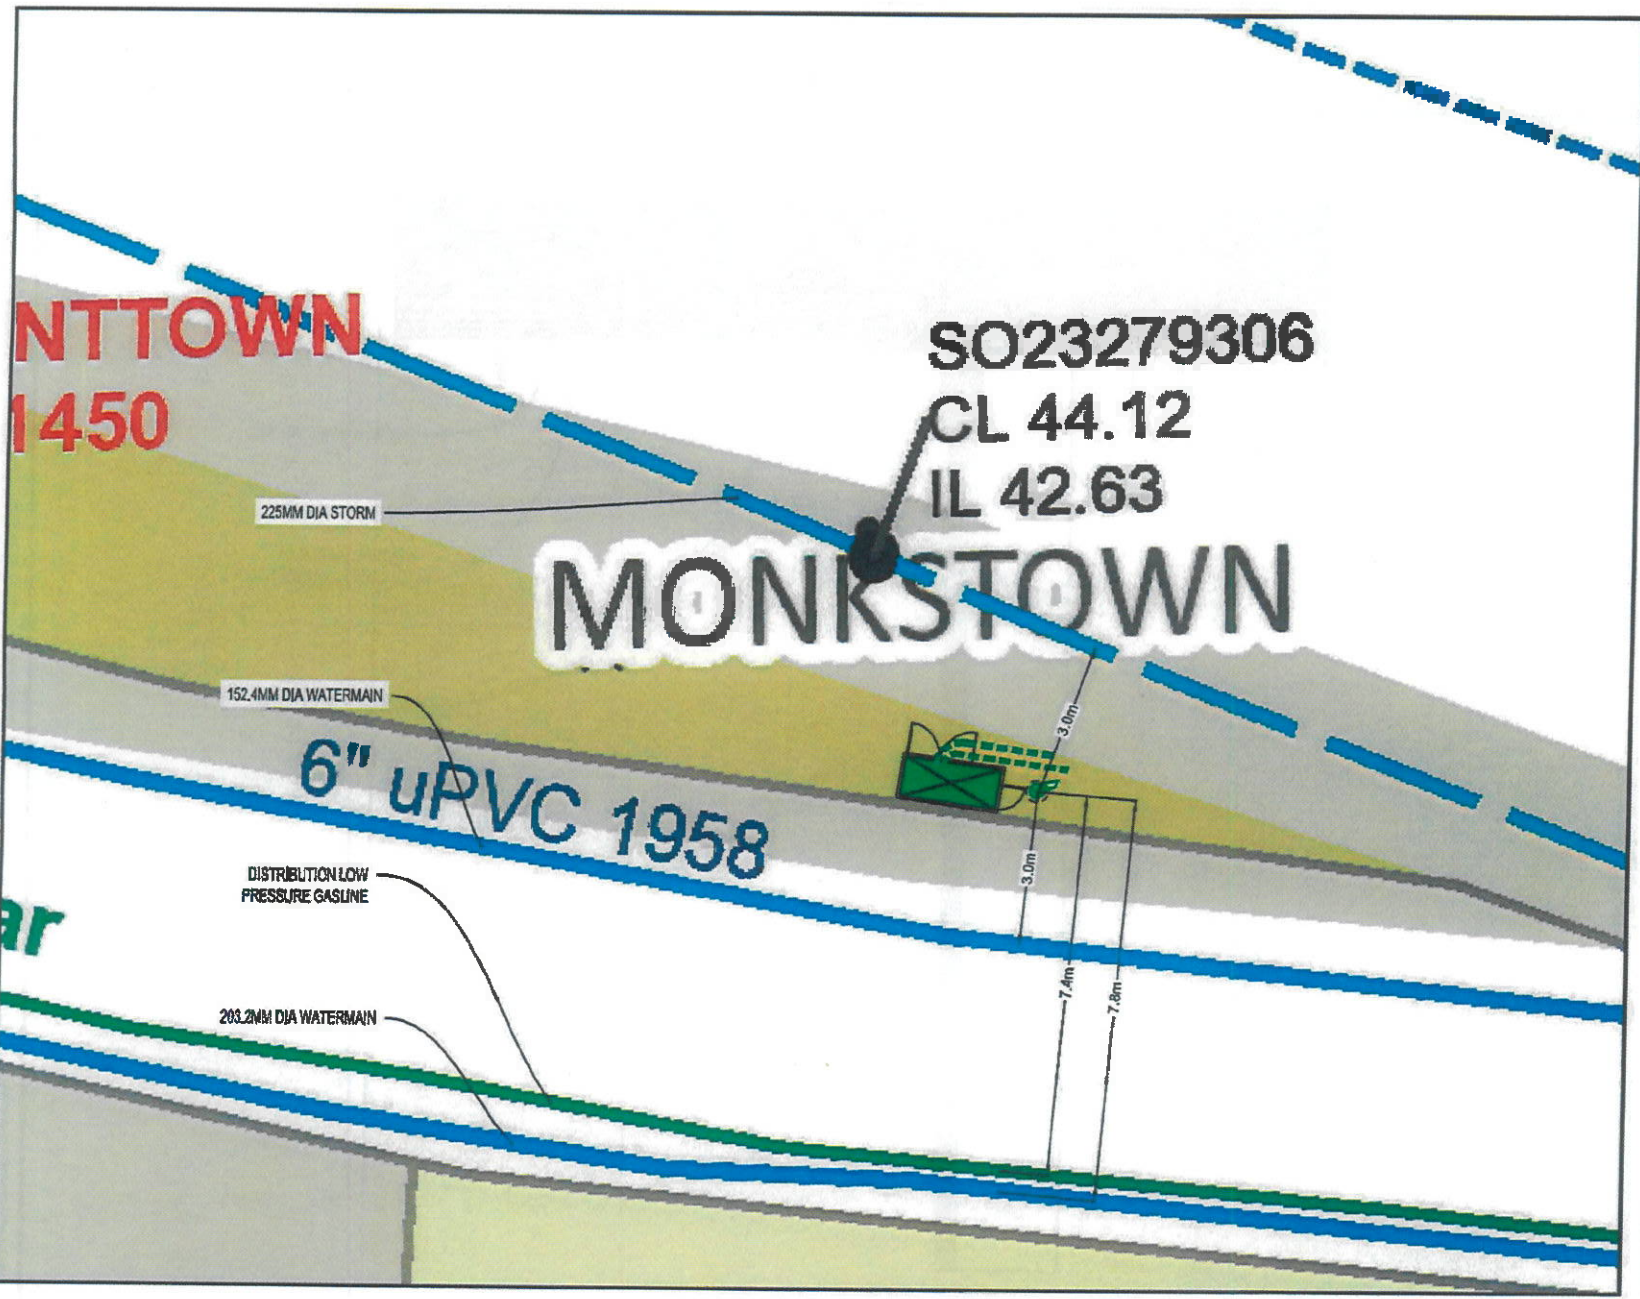 NTTOWN
1450
SO23279306
CL 44.12
IL 42.63
225MM DIA STORM
MONKSTOWN
152.4MM DIA WATERMAIN
3.0m
6" uPVC 1958
DISTRIBUTION LOW
PRESSURE GASLINE
3.0m
ar
7.4m
7.8m
203.2MM DIA WATERMAIN